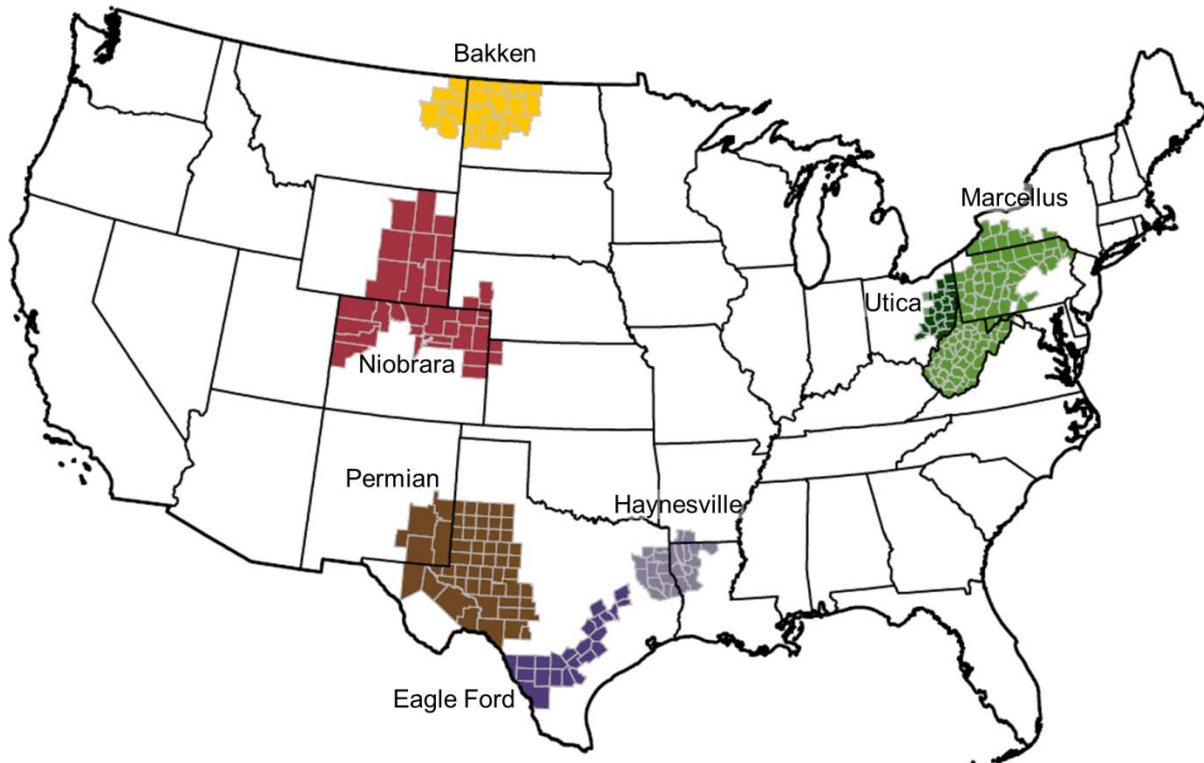 Bakken
Marcellus
Utica
Niobrara
Permian
Haynesville
Eagle Ford